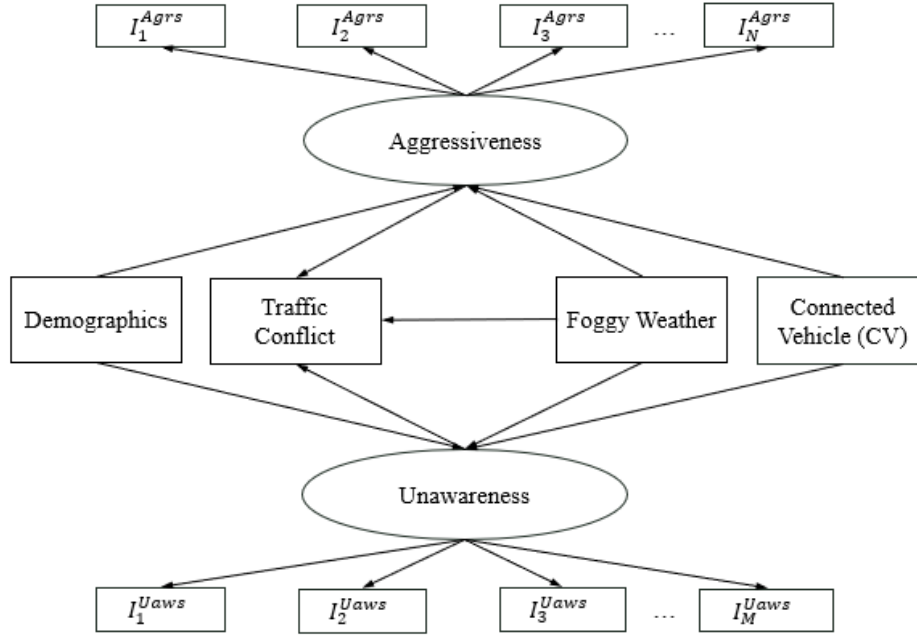 I_1^{Agrs} I_2^{Agrs} I_3^{Agrs} ... I_N^{Agrs}
Aggressiveness
Demographics
Traffic
Conflict
Foggy Weather
Connected
Vehicle (CV)
Unawareness
I_1^{Uaws} I_2^{Uaws} I_3^{Uaws} ... I_M^{Uaws}